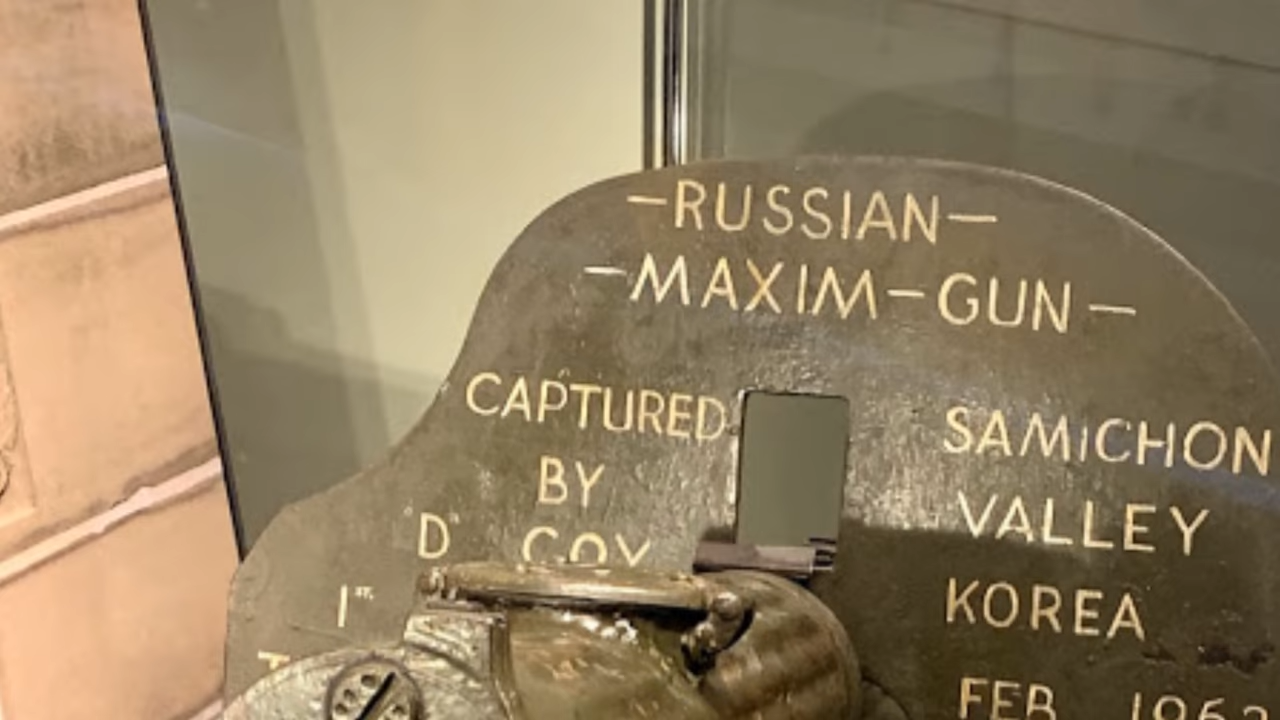 —RUSSIAN—
—MAXIM—GUN—
CAPTURED
BY
"D" COY
1ST
SAMICHON
VALLEY
KOREA
FEB